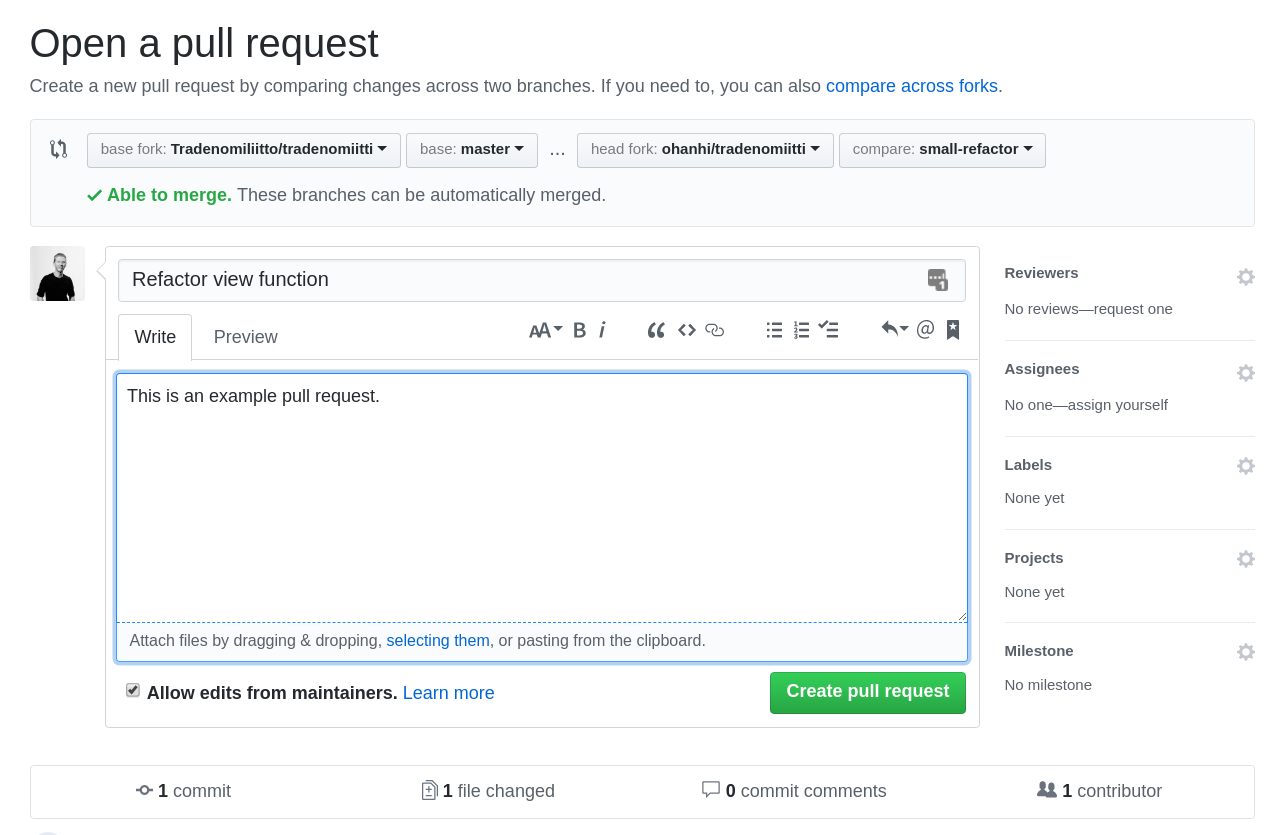 Open a pull request
Create a new pull request by comparing changes across two branches. If you need to, you can also compare across forks.
base fork: Tradenomiliitto/tradenomiitti base: master ... head fork: ohanhi/tradenomiitti compare: small-refactor
Able to merge. These branches can be automatically merged.
Refactor view function
1
Write Preview AA B i @
This is an example pull request.
Attach files by dragging & dropping, selecting them, or pasting from the clipboard.
Allow edits from maintainers. Learn more
Create pull request
Reviewers
No reviews—request one
Assignees
No one—assign yourself
Labels
None yet
Projects
None yet
Milestone
No milestone
1 commit 1 file changed 0 commit comments 1 contributor